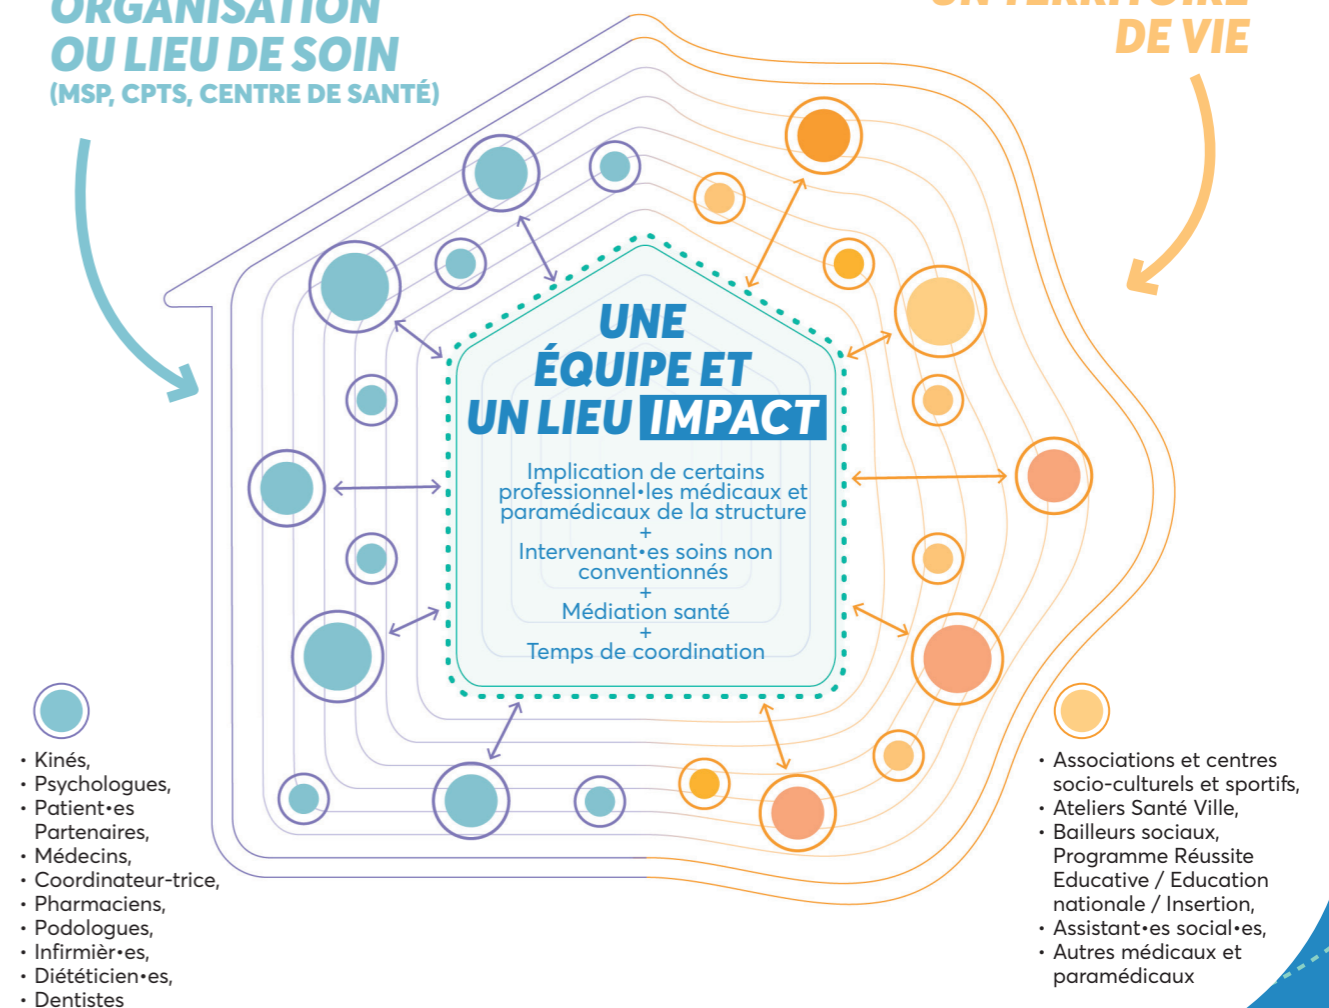 ORGANISATION
OU LIEU DE SOIN
(MSP, CPTS, CENTRE DE SANTÉ)
UN TERRITOIRE
DE VIE
UNE
ÉQUIPE ET
UN LIEU IMPACT
Implication de certains
professionnel•les médicaux et
paramédicaux de la structure
+
Intervenant•es soins non
conventionnés
+
Médiation santé
+
Temps de coordination
• Kinés,
• Psychologues,
• Patient•es
Partenaires,
• Médecins,
• Coordinateur-trice,
• Pharmaciens,
• Podologues,
• Infirmièr•es,
• Diététicien•es,
• Dentistes
• Associations et centres
socio-culturels et sportifs,
• Ateliers Santé Ville,
• Bailleurs sociaux,
Programme Réussite
Educative / Education
nationale / Insertion,
• Assistant•es social•es,
• Autres médicaux et
paramédicaux